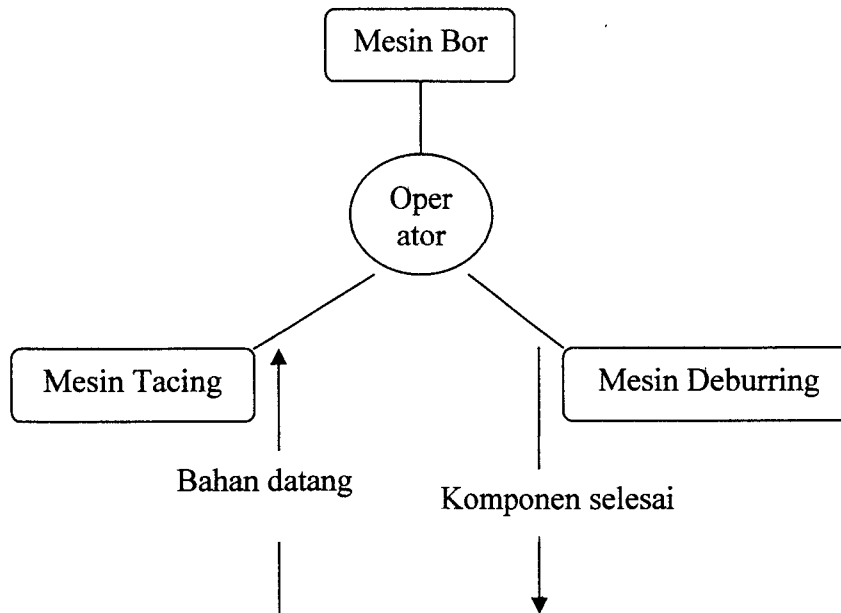 Mesin Bor
Oper
ator
Mesin Tacing
Mesin Deburring
Bahan datang
Komponen selesai